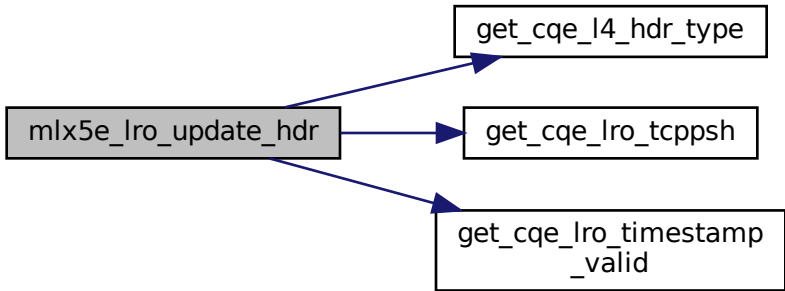 get_cqe_l4_hdr_type
mlx5e_lro_update_hdr
get_cqe_lro_tcppsh
get_cqe_lro_timestamp
_valid